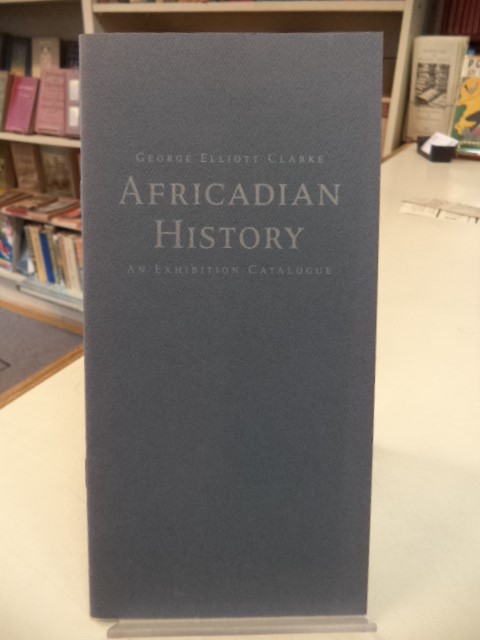 GEORGE ELLIOTT CLARKE
AFRICADIAN
HISTORY
AN EXHIBITION CATALOGUE